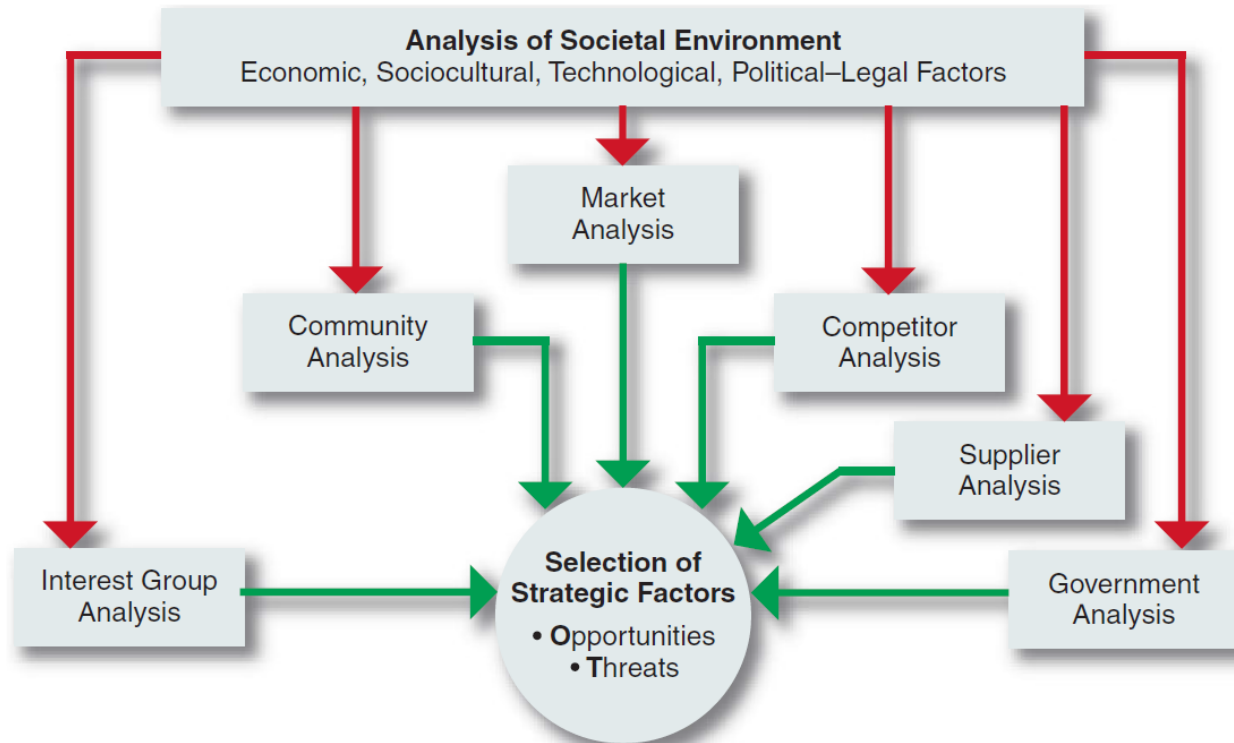 Analysis of Societal Environment
Economic, Sociocultural, Technological, Political–Legal Factors
Market
Analysis
Community
Analysis
Competitor
Analysis
Supplier
Analysis
Interest Group
Analysis
Selection of
Strategic Factors
• Opportunities
• Threats
Government
Analysis